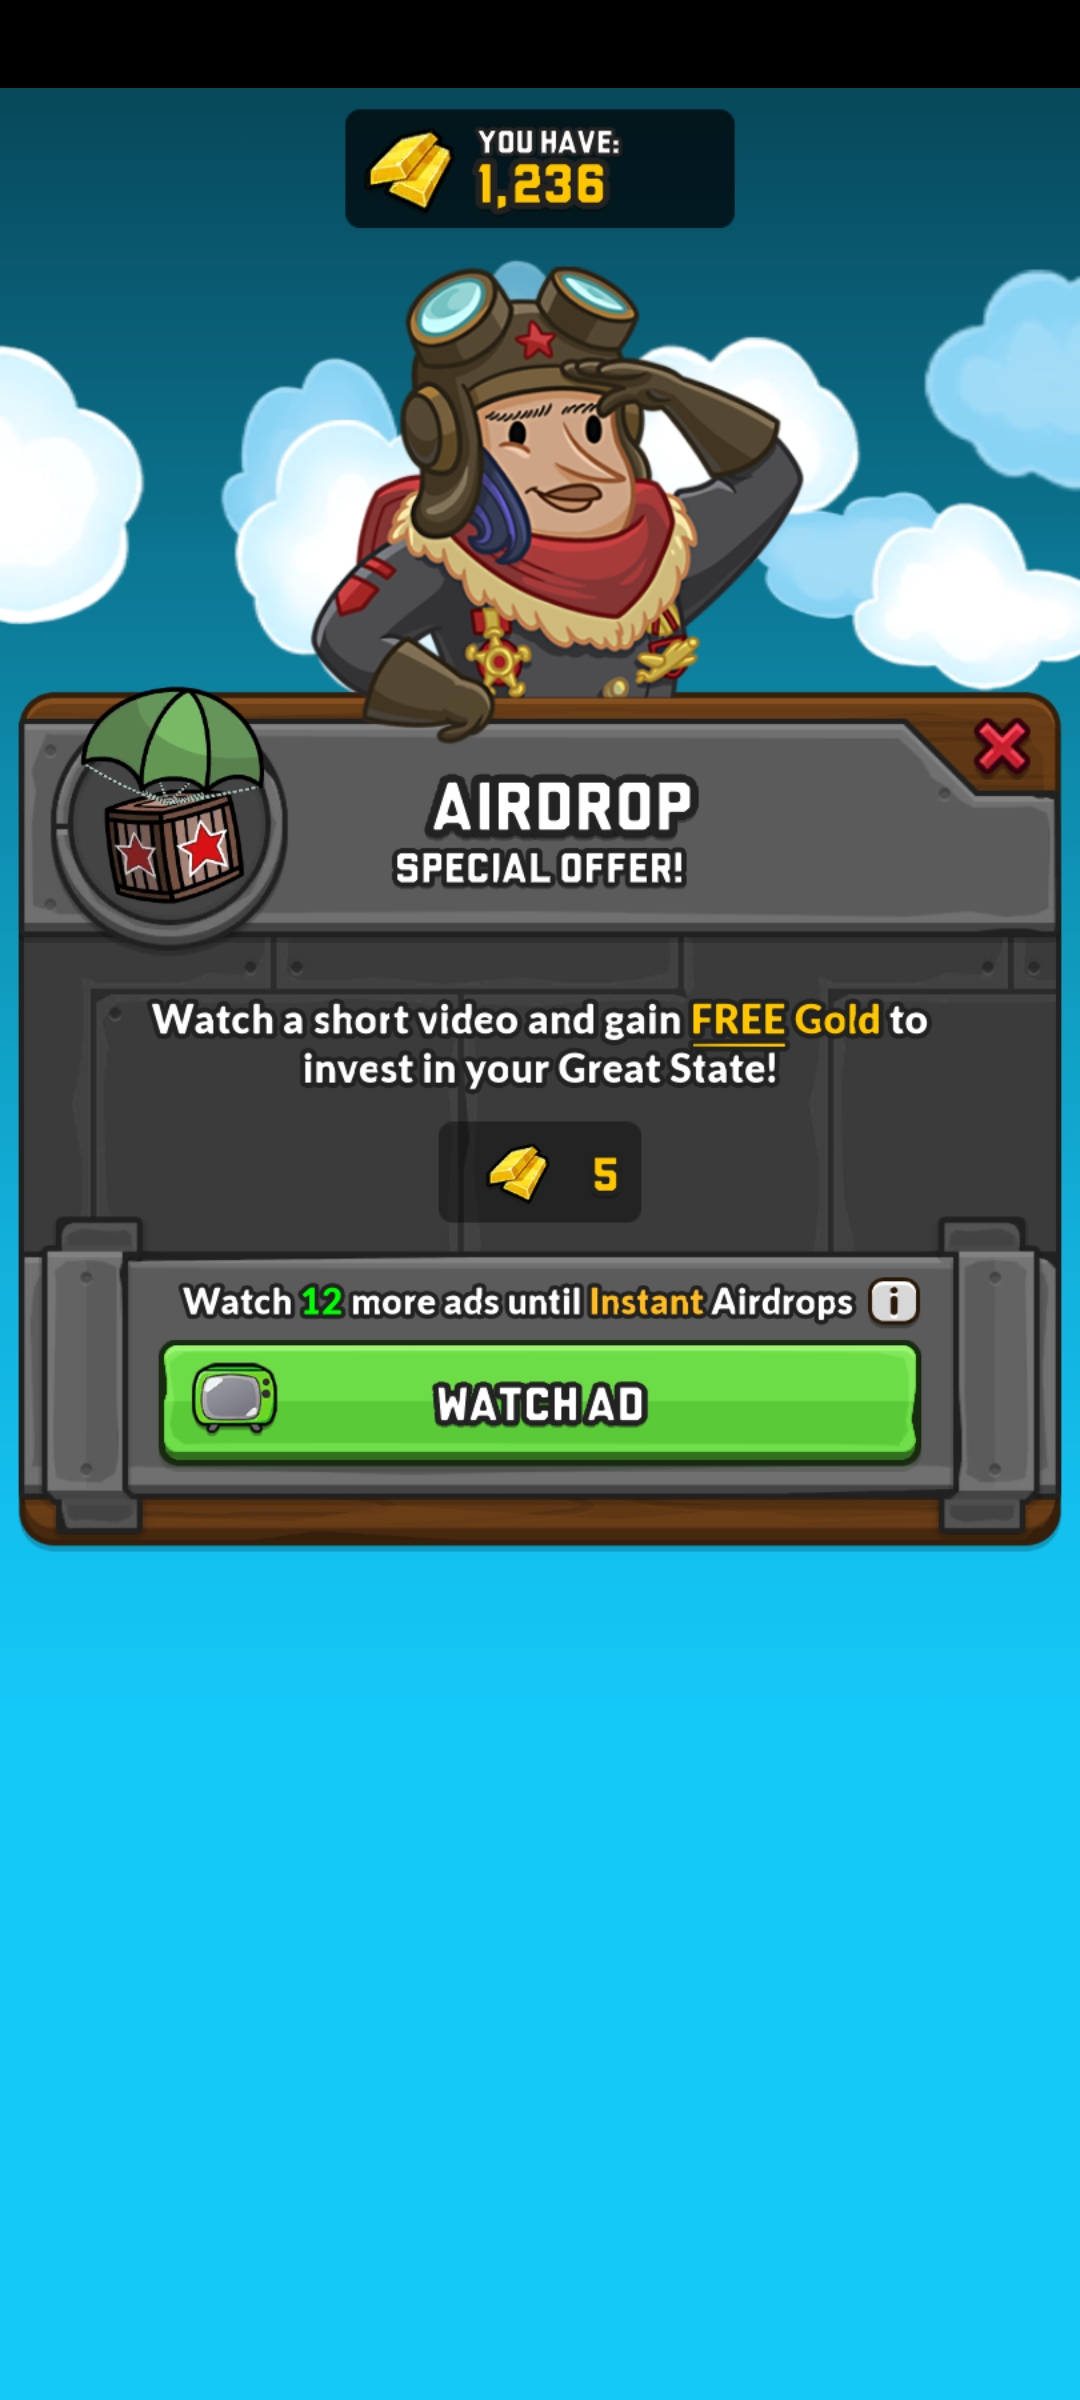 YOU HAVE:
1,236
AIRDROP
SPECIAL OFFER!
Watch a short video and gain FREE Gold to
invest in your Great State!
5
Watch 12 more ads until Instant Airdrops i
WATCH AD